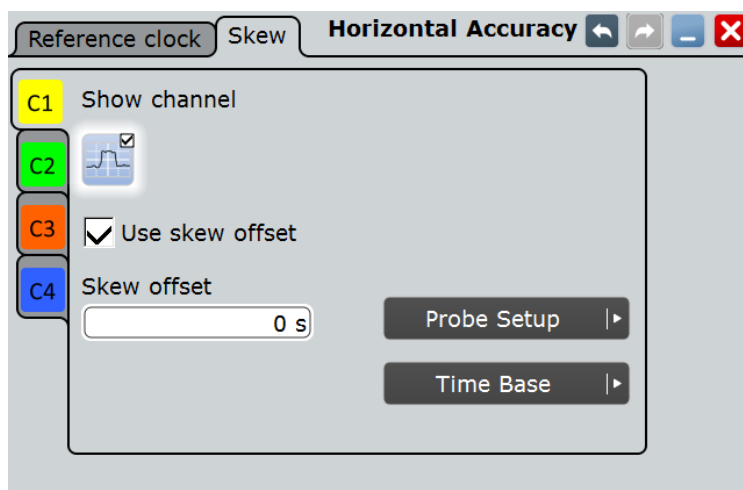 Reference clock Skew Horizontal Accuracy
C1 Show channel
C2
C3 Use skew offset
C4 Skew offset
0 s Probe Setup
Time Base